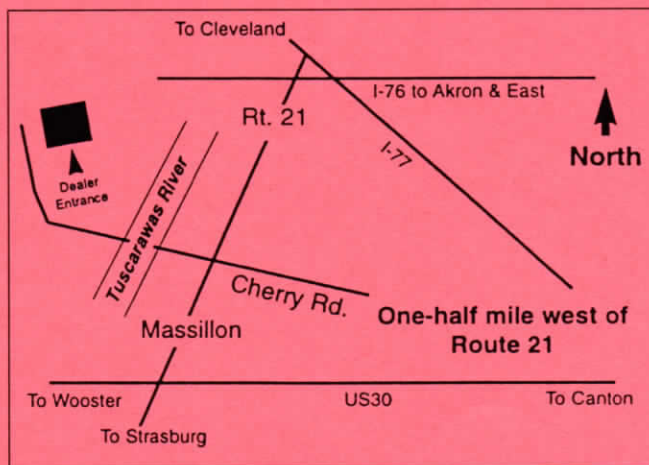 To Cleveland
I-76 to Akron & East
Rt. 21
I-77
North
Dealer
Entrance
Tuscarawas River
Cherry Rd.
One-half mile west of
Route 21
Massillon
To Wooster
US30
To Canton
To Strasburg